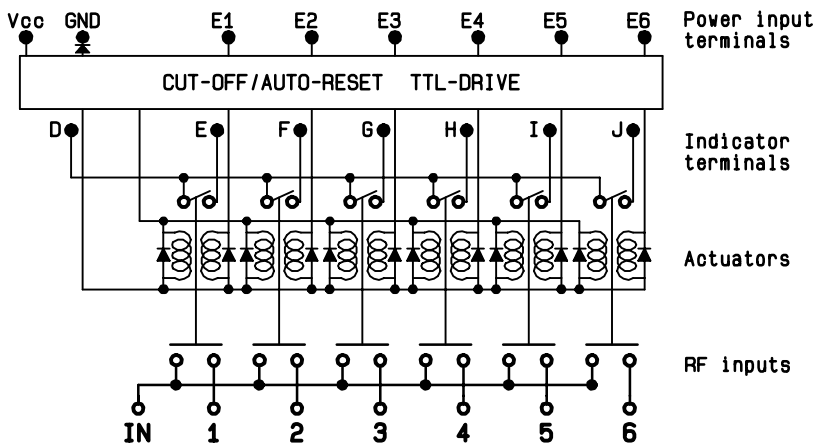 Vcc GND E1 E2 E3 E4 E5 E6
Power input
terminals
CUT-OFF/AUTO-RESET TTL-DRIVE
D E F G H I J
Indicator
terminals
Actuators
RF inputs
IN 1 2 3 4 5 6